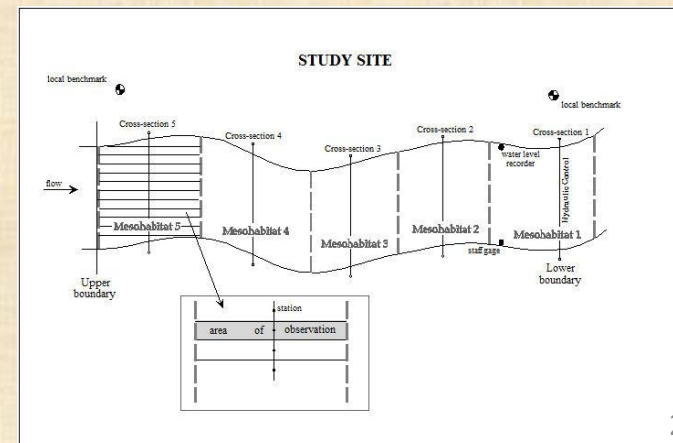 STUDY SITE
local benchmark
local benchmark
Cross-section 5
Cross-section 4
Cross-section 3
Cross-section 2
Cross-section 1
water level
recorder
Hydraulic Control
flow
Mesohabitat 5
Mesohabitat 4
Mesohabitat 3
Mesohabitat 2
Mesohabitat 1
staff gage
Upper
boundary
Lower
boundary
station
area of observation